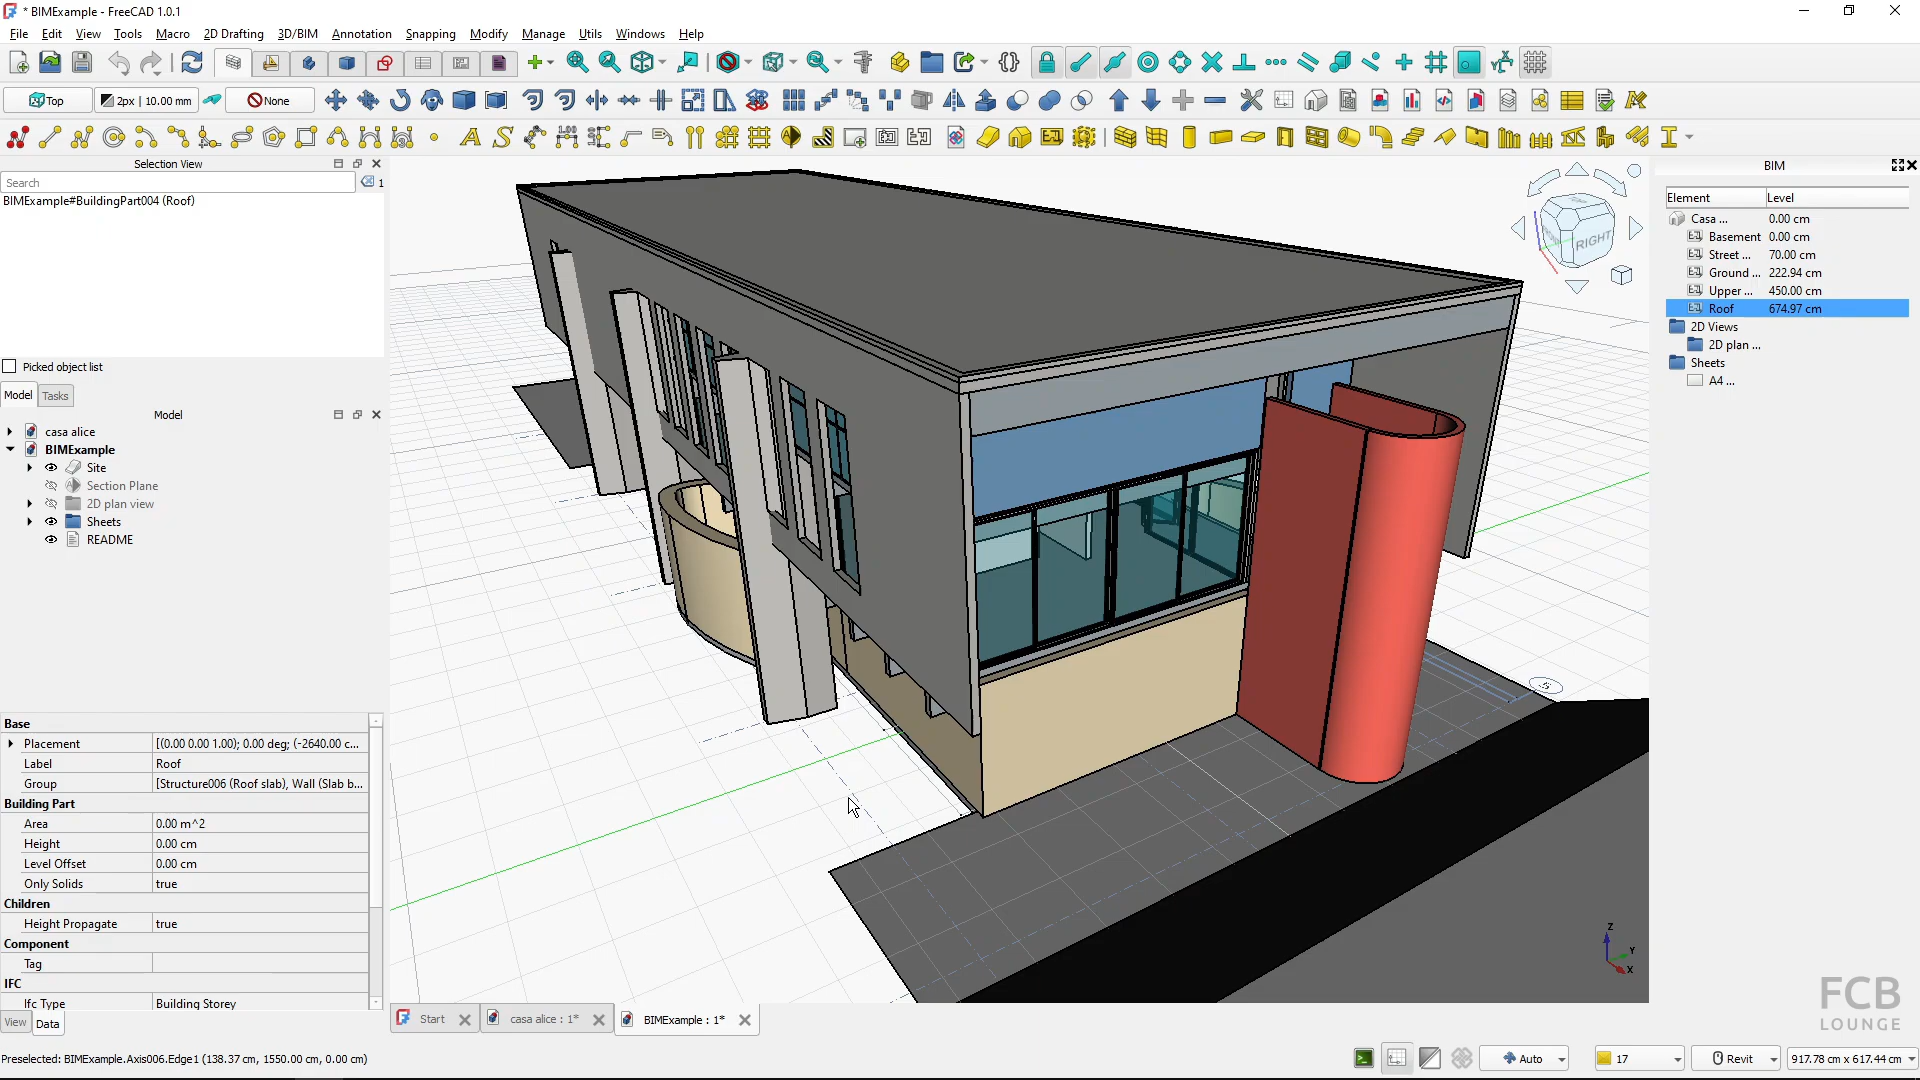 * BIMExample - FreeCAD 1.0.1
File Edit View Tools Macro 2D Drafting 3D/BIM Annotation Snapping Modify Manage Utils Windows Help
Top 2px | 10.00 mm None
Selection View
Search 1
BIMExample#BuildingPart004 (Roof)
Picked object list
Model Tasks
Model
casa alice
BIMExample
Site
Section Plane
2D plan view
Sheets
README
Base
Placement [(0.00 0.00 1.00); 0.00 deg; (-2640.00 c...
Label Roof
Group [Structure006 (Roof slab), Wall (Slab b...
Building Part
Area 0.00 m^2
Height 0.00 cm
Level Offset 0.00 cm
Only Solids true
Children
Height Propagate true
Component
Tag
IFC
Ifc Type Building Storey
View Data
RIGHT
5
Z
Y
X
Start casa alice : 1* BIMExample : 1*
BIM
Element Level
Casa ... 0.00 cm
Basement 0.00 cm
Street ... 70.00 cm
Ground ... 222.94 cm
Upper ... 450.00 cm
Roof 674.97 cm
2D Views
2D plan ...
Sheets
A4 ...
FCB
LOUNGE
Preselected: BIMExample.Axis006.Edge1 (138.37 cm, 1550.00 cm, 0.00 cm)
Auto 17 Revit 917.78 cm x 617.44 cm